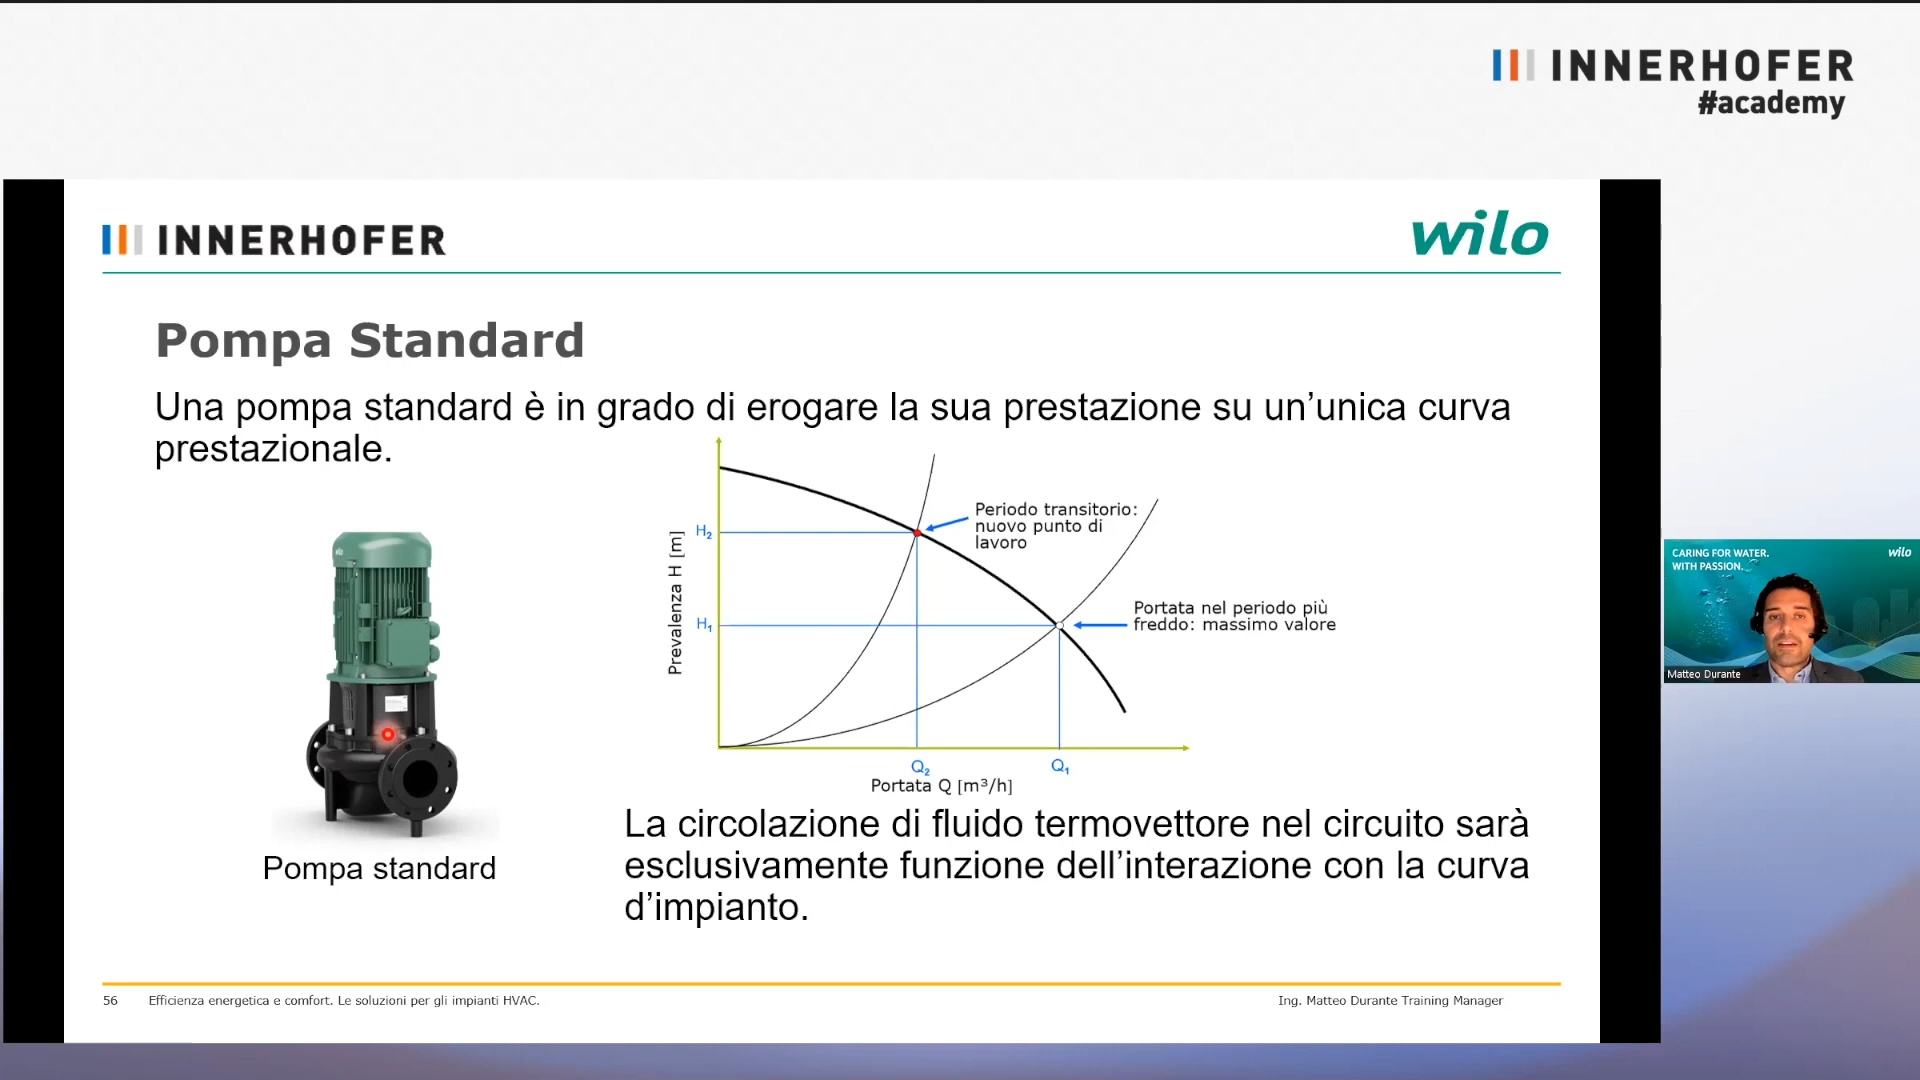 INNERHOFER
#academy
INNERHOFER
wilo
Pompa Standard
Una pompa standard è in grado di erogare la sua prestazione su un’unica curva
prestazionale.
Prevalenza H [m]
H2
H1
Periodo transitorio:
nuovo punto di
lavoro
Portata nel periodo più
freddo: massimo valore
Q2
Q1
Portata Q [m³/h]
Pompa standard
La circolazione di fluido termovettore nel circuito sarà
esclusivamente funzione dell’interazione con la curva
d’impianto.
56
Efficienza energetica e comfort. Le soluzioni per gli impianti HVAC.
Ing. Matteo Durante Training Manager
CARING FOR WATER.
WITH PASSION.
wilo
Matteo Durante